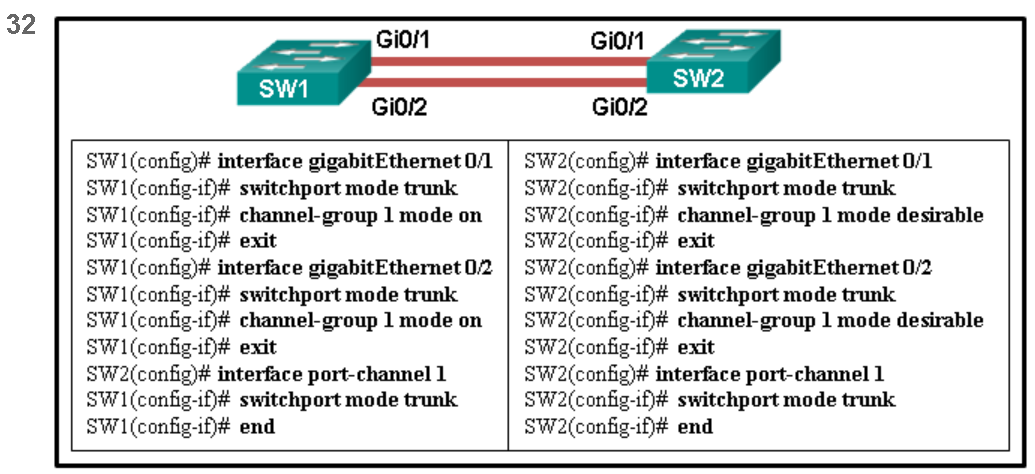 32
Gi0/1 Gi0/1
SW1 SW2
Gi0/2 Gi0/2
SW1(config)# interface gigabitEthernet 0/1
SW1(config-if)# switchport mode trunk
SW1(config-if)# channel-group 1 mode on
SW1(config-if)# exit
SW1(config)# interface gigabitEthernet 0/2
SW1(config-if)# switchport mode trunk
SW1(config-if)# channel-group 1 mode on
SW1(config-if)# exit
SW2(config)# interface port-channel 1
SW1(config-if)# switchport mode trunk
SW1(config-if)# end
SW2(config)# interface gigabitEthernet 0/1
SW2(config-if)# switchport mode trunk
SW2(config-if)# channel-group 1 mode desirable
SW2(config-if)# exit
SW2(config)# interface gigabitEthernet 0/2
SW2(config-if)# switchport mode trunk
SW2(config-if)# channel-group 1 mode desirable
SW2(config-if)# exit
SW2(config)# interface port-channel 1
SW2(config-if)# switchport mode trunk
SW2(config-if)# end